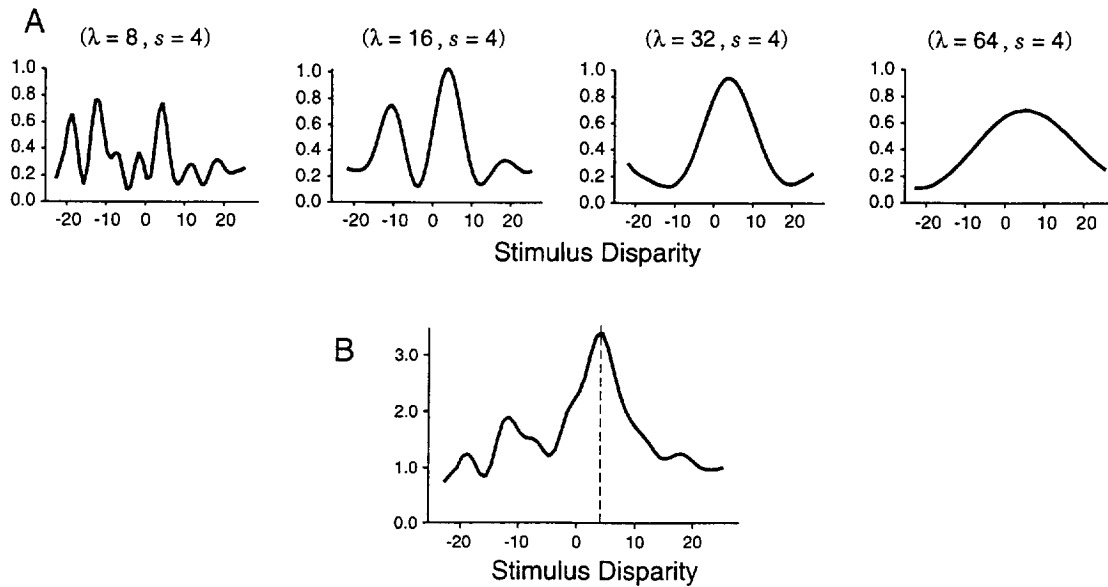 A
(λ = 8 , s = 4)
(λ = 16 , s = 4)
(λ = 32 , s = 4)
(λ = 64 , s = 4)
1.0
0.8
0.6
0.4
0.2
0.0
-20 -10 0 10 20
1.0
0.8
0.6
0.4
0.2
0.0
-20 -10 0 10 20
1.0
0.8
0.6
0.4
0.2
0.0
-20 -10 0 10 20
1.0
0.8
0.6
0.4
0.2
0.0
-20 -10 0 10 20
Stimulus Disparity
B
3.0
2.0
1.0
0.0
-20 -10 0 10 20
Stimulus Disparity